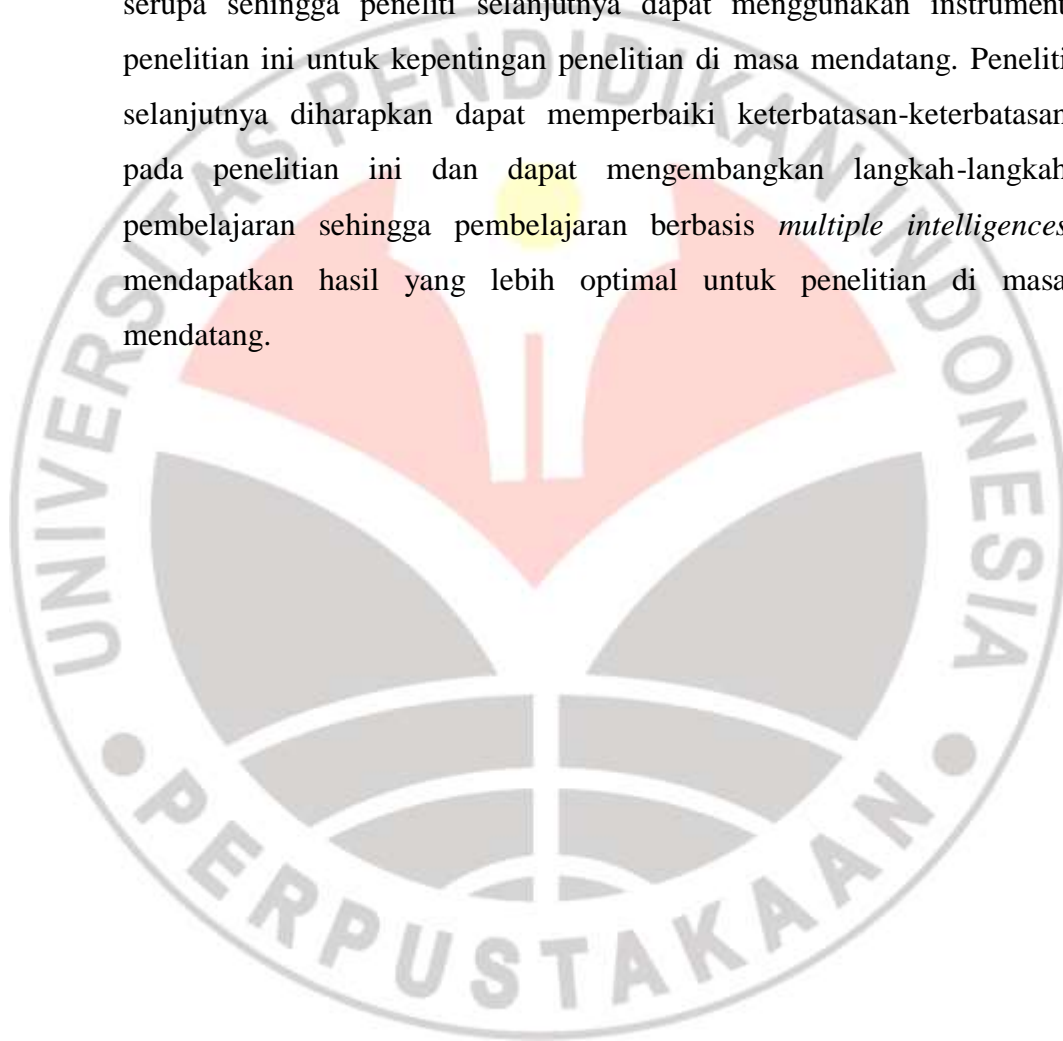 serupa sehingga peneliti selanjutnya dapat menggunakan instrument
penelitian ini untuk kepentingan penelitian di masa mendatang. Peneliti
selanjutnya diharapkan dapat memperbaiki keterbatasan-keterbatasan
pada penelitian ini dan dapat mengembangkan langkah-langkah
pembelajaran sehingga pembelajaran berbasis multiple intelligences
mendapatkan hasil yang lebih optimal untuk penelitian di masa
mendatang.
UNIVERSITAS PENDIDIKAN INDONESIA
PERPUSTAKAAN